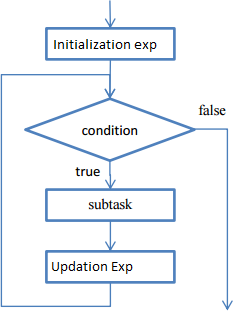 Initialization exp
false
condition
true
subtask
Updation Exp